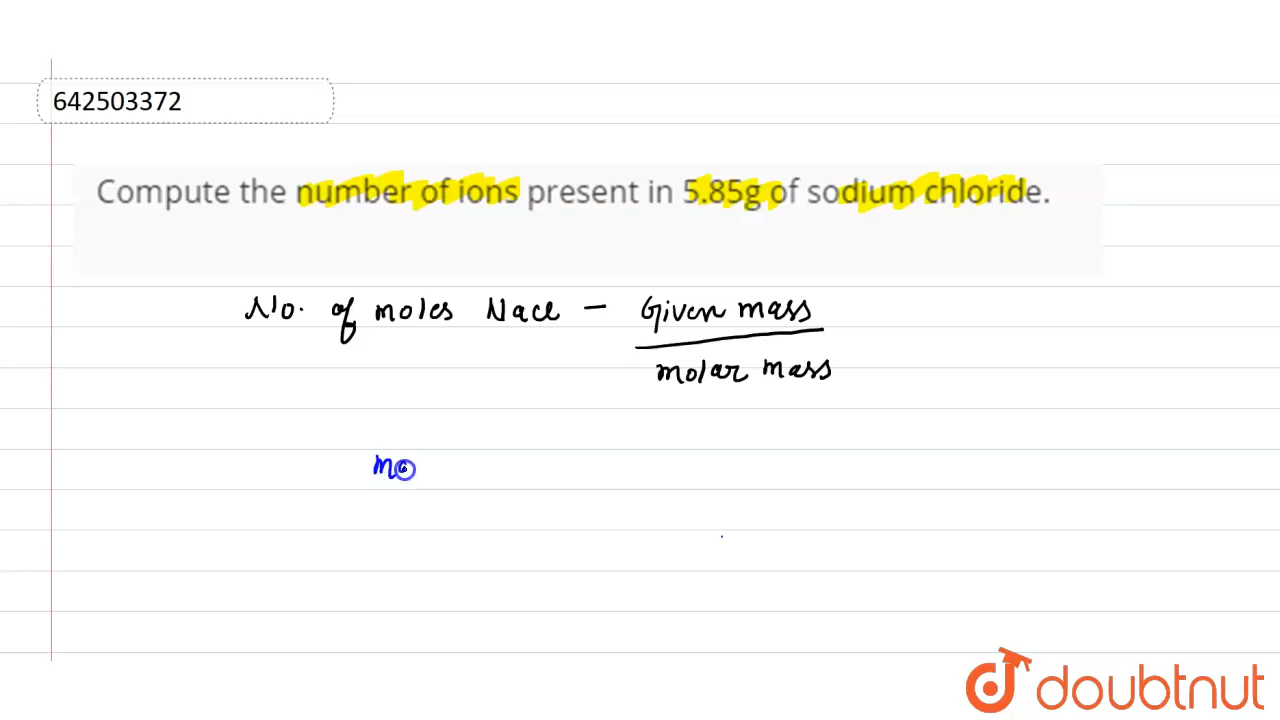 642503372
Compute the number of ions present in 5.85g of sodium chloride.
No. of moles Nacl - Given mass
molar mass
mo
doubtnut